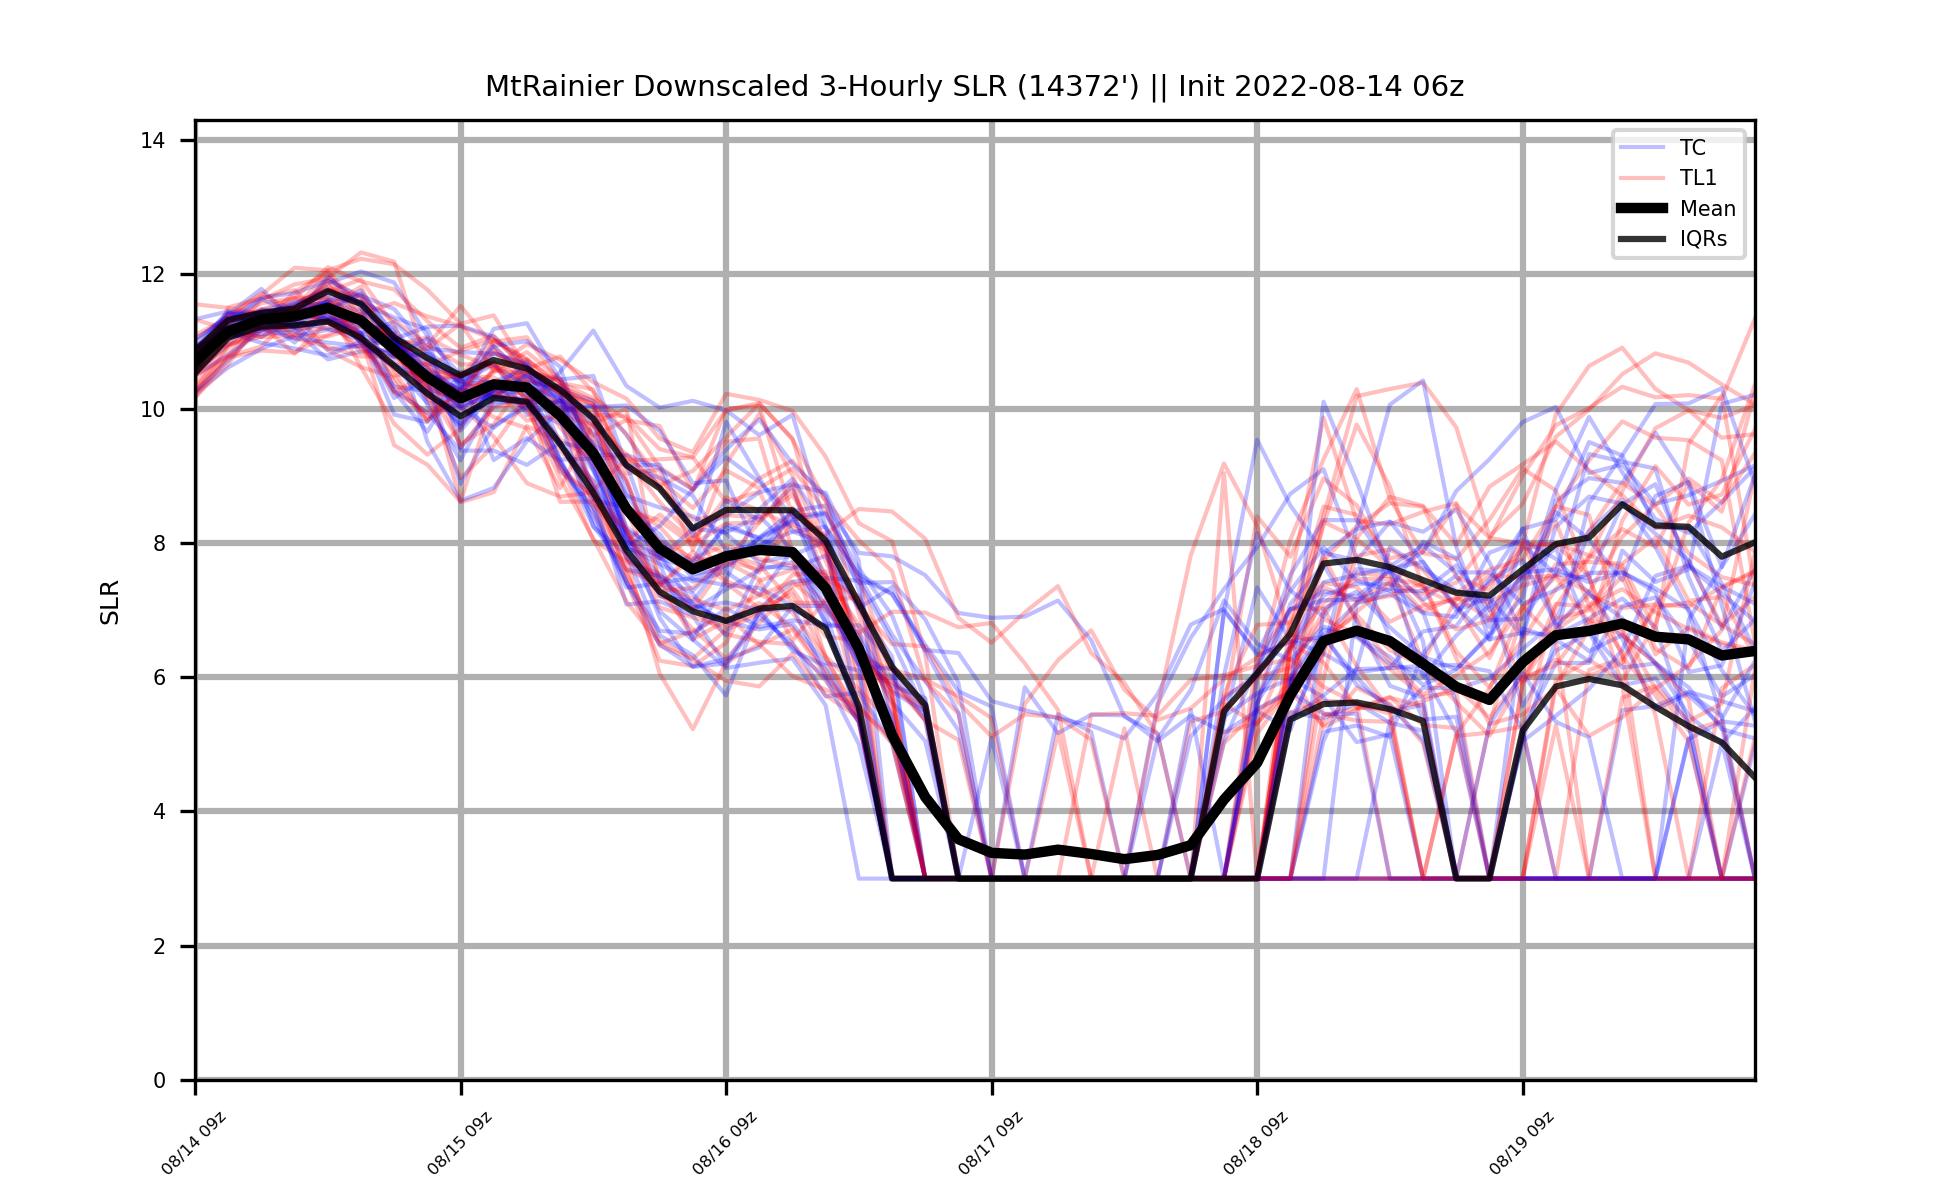 MtRainier Downscaled 3-Hourly SLR (14372') || Init 2022-08-14 06z
TC
TL1
Mean
IQRs
SLR
14
12
10
8
6
4
2
0
08/14 09z
08/15 09z
08/16 09z
08/17 09z
08/18 09z
08/19 09z